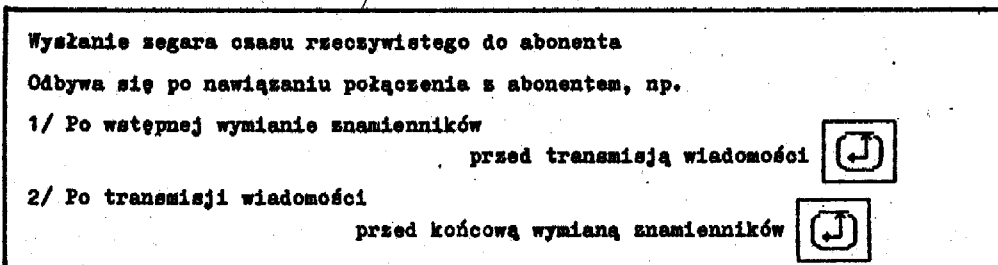 Wysłanie zegara czasu rzeczywistego do abonenta
Odbywa się po nawiązaniu połączenia z abonentem, np.
1/ Po wstępnej wymianie znamienników
przed transmisją wiadomości
2/ Po transmisji wiadomości
przed końcową wymianą znamienników